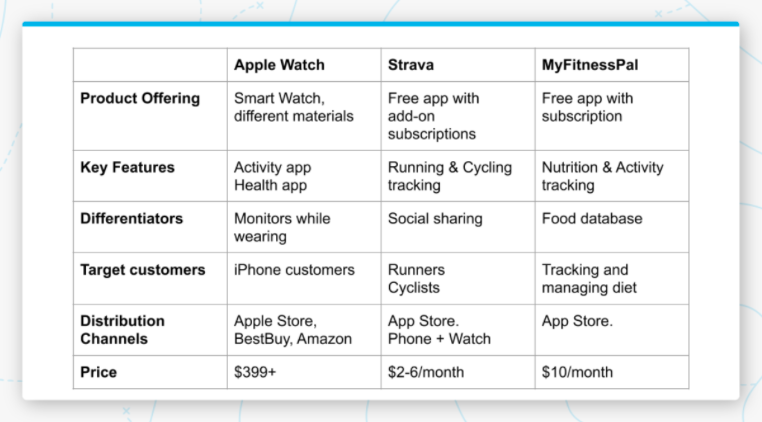 Apple Watch Strava MyFitnessPal
Product Offering Smart Watch, Free app with Free app with
different materials add-on subscription
subscriptions
Key Features Activity app Running & Cycling Nutrition & Activity
Health app tracking tracking
Differentiators Monitors while Social sharing Food database
wearing
Target customers iPhone customers Runners Tracking and
Cyclists managing diet
Distribution Apple Store, App Store. App Store.
Channels BestBuy, Amazon Phone + Watch
Price $399+ $2-6/month $10/month